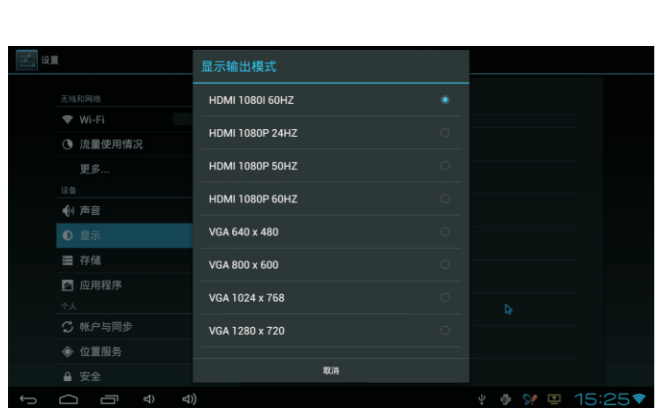 设置
无线和网络
Wi-Fi
流量使用情况
更多...
设备
声音
显示
存储
应用程序
个人
帐户与同步
位置服务
安全
显示输出模式
HDMI 1080I 60HZ
HDMI 1080P 24HZ
HDMI 1080P 50HZ
HDMI 1080P 60HZ
VGA 640 x 480
VGA 800 x 600
VGA 1024 x 768
VGA 1280 x 720
取消
15:25